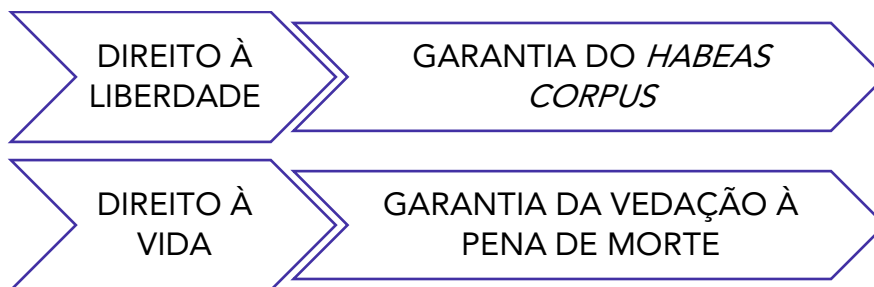 DIREITO À
LIBERDADE
GARANTIA DO HABEAS
CORPUS
DIREITO À
VIDA
GARANTIA DA VEDAÇÃO À
PENA DE MORTE